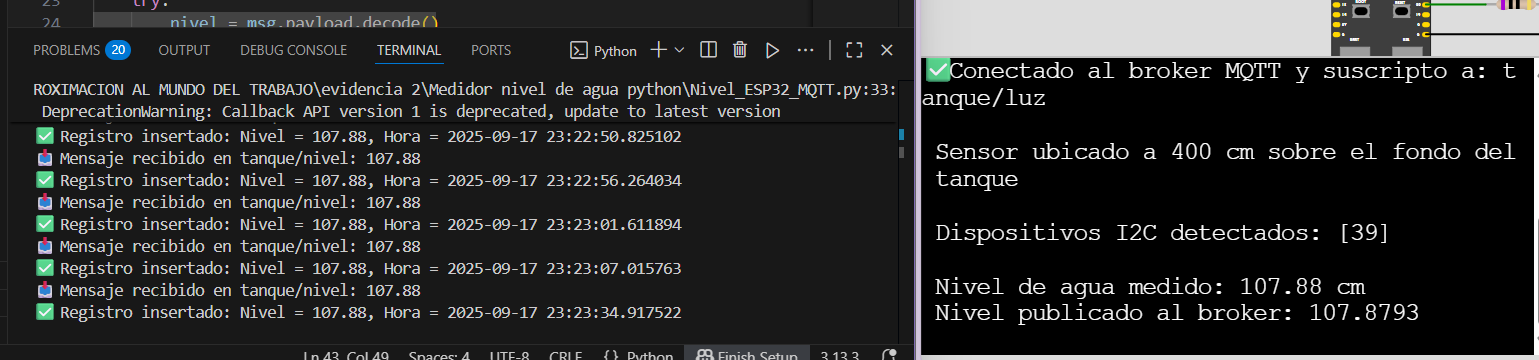 23 try:
24 nivel = msg.payload.decode()
PROBLEMS 20 OUTPUT DEBUG CONSOLE TERMINAL PORTS Python
ROXIMACION AL MUNDO DEL TRABAJO\evidencia 2\Medidor nivel de agua python\Nivel_ESP32_MQTT.py:33:
DeprecationWarning: Callback API version 1 is deprecated, update to latest version
✅ Registro insertado: Nivel = 107.88, Hora = 2025-09-17 23:22:50.825102
📥 Mensaje recibido en tanque/nivel: 107.88
✅ Registro insertado: Nivel = 107.88, Hora = 2025-09-17 23:22:56.264034
📥 Mensaje recibido en tanque/nivel: 107.88
✅ Registro insertado: Nivel = 107.88, Hora = 2025-09-17 23:23:01.611894
📥 Mensaje recibido en tanque/nivel: 107.88
✅ Registro insertado: Nivel = 107.88, Hora = 2025-09-17 23:23:07.015763
📥 Mensaje recibido en tanque/nivel: 107.88
✅ Registro insertado: Nivel = 107.88, Hora = 2025-09-17 23:23:34.917522
Ln 43, Col 49 Spaces: 4 UTF-8 CRLF {} Python Finish Setup 3.13.3
✅Conectado al broker MQTT y suscripto a: t
anque/luz
Sensor ubicado a 400 cm sobre el fondo del
tanque
Dispositivos I2C detectados: [39]
Nivel de agua medido: 107.88 cm
Nivel publicado al broker: 107.8793